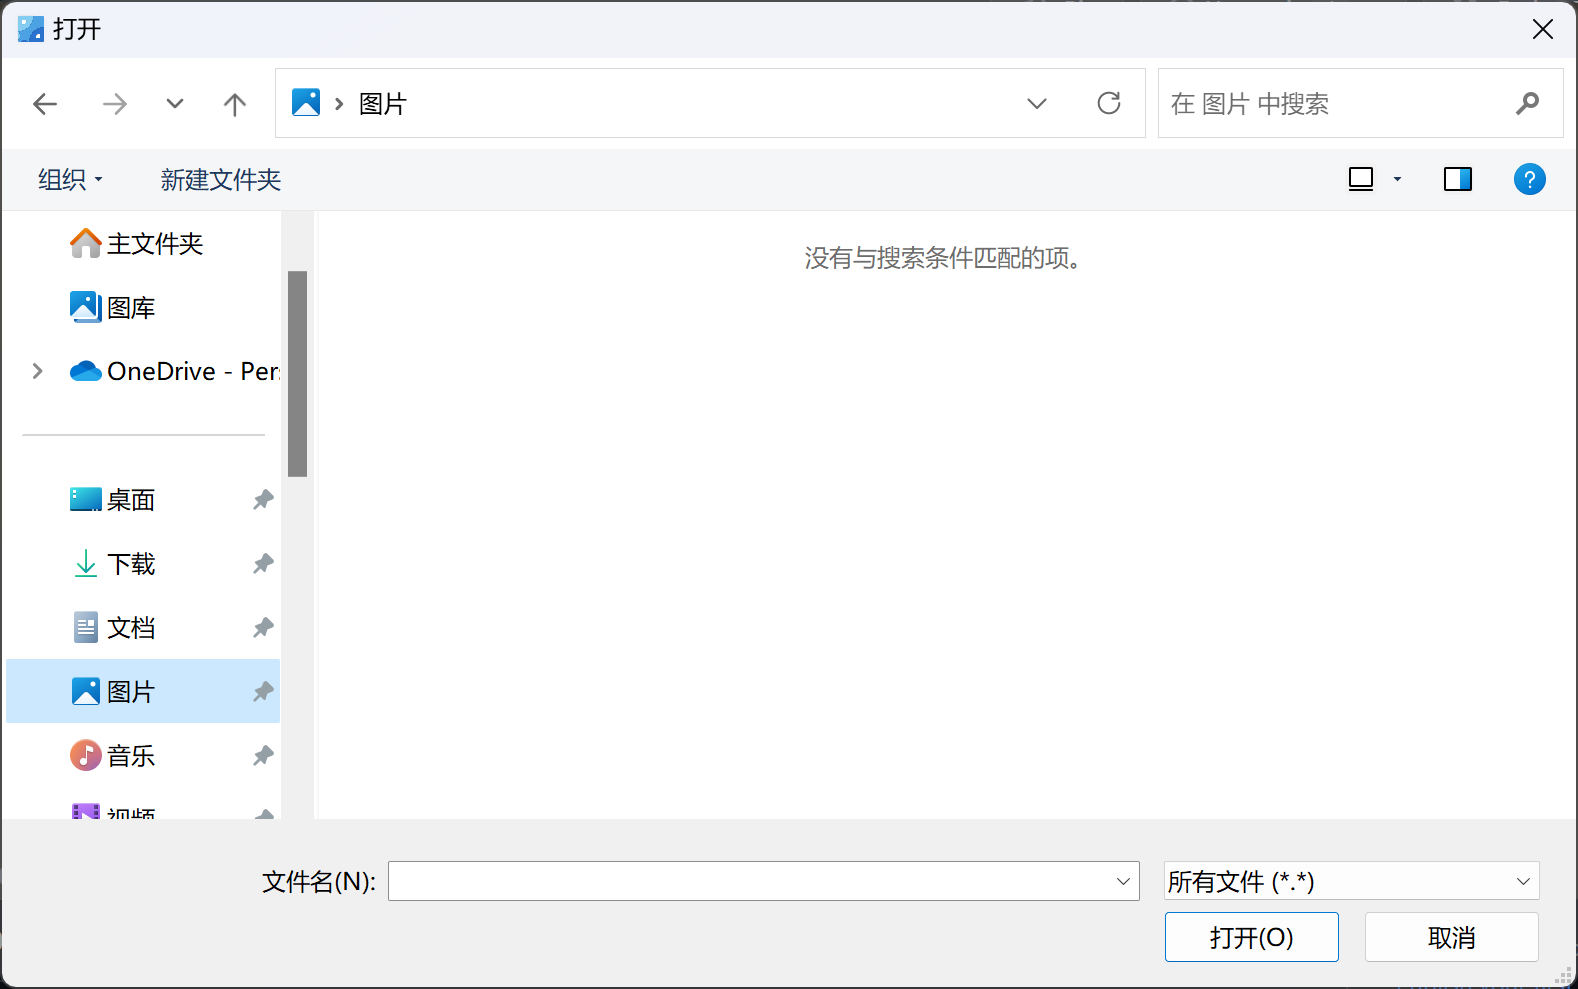 打开
图片
在 图片 中搜索
组织
新建文件夹
主文件夹
图库
OneDrive - Pers
桌面
下载
文档
图片
音乐
视频
没有与搜索条件匹配的项。
文件名(N):
所有文件 (*.*)
打开(O)
取消